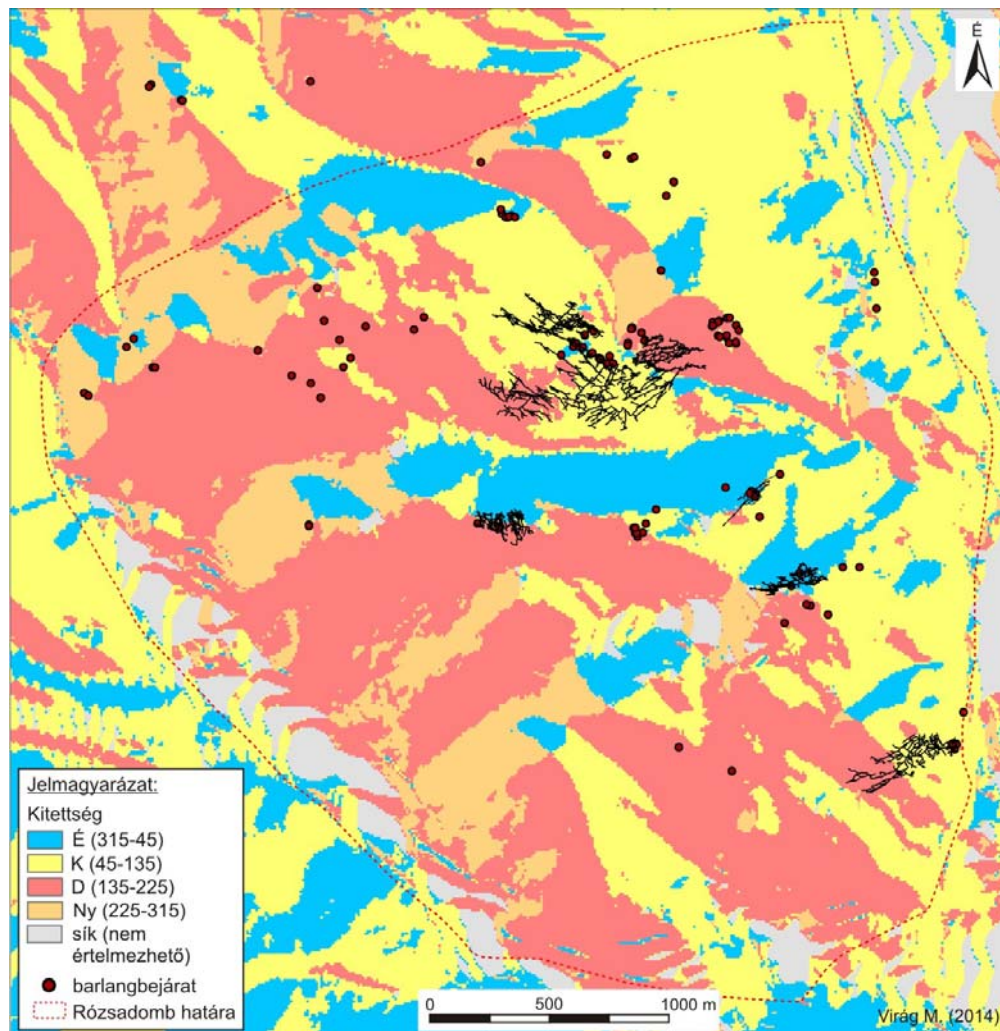 É
Jelmagyarázat:
Kitettség
É (315-45)
K (45-135)
D (135-225)
Ny (225-315)
sík (nem
értelmezhető)
barlangbejárat
Rózsadomb határa
0 500 1000 m
Virág M. (2014)